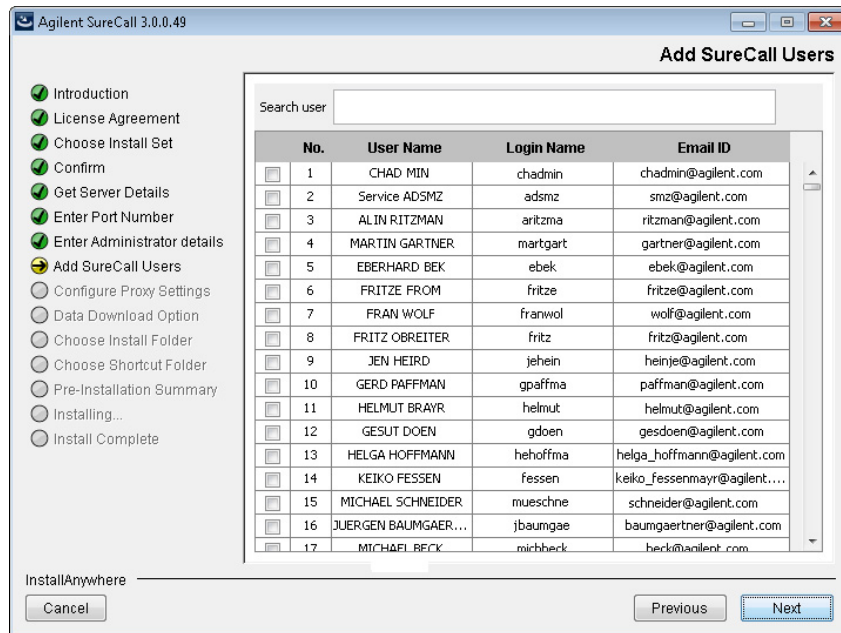 Agilent SureCall 3.0.0.49
Add SureCall Users
Introduction
License Agreement
Choose Install Set
Confirm
Get Server Details
Enter Port Number
Enter Administrator details
Add SureCall Users
Configure Proxy Settings
Data Download Option
Choose Install Folder
Choose Shortcut Folder
Pre-Installation Summary
Installing...
Install Complete
Search user
No. User Name Login Name Email ID
1 CHAD MIN chadmin chadmin@agilent.com
2 Service ADSMZ adsmz smz@agilent.com
3 ALIN RITZMAN aritzma ritzman@agilent.com
4 MARTIN GARTNER martgart gartner@agilent.com
5 EBERHARD BEK ebek ebek@agilent.com
6 FRITZE FROM fritze fritze@agilent.com
7 FRAN WOLF franwol wolf@agilent.com
8 FRITZ OBREITER fritz fritz@agilent.com
9 JEN HEIRD jehein heinje@agilent.com
10 GERD PAFFMAN gpaffma paffman@agilent.com
11 HELMUT BRAYR helmut helmut@agilent.com
12 GESUT DOEN gdoen gesdoen@agilent.com
13 HELGA HOFFMANN hehoffma helga_hoffmann@agilent.com
14 KEIKO FESSEN fessen keiko_fessenmayr@agilent....
15 MICHAEL SCHNEIDER mueschne schneider@agilent.com
16 JUERGEN BAUMGAER... jbaumgae baumgaertner@agilent.com
17 MICHAEL BECK michbeck beck@agilent.com
InstallAnywhere
Cancel Previous Next